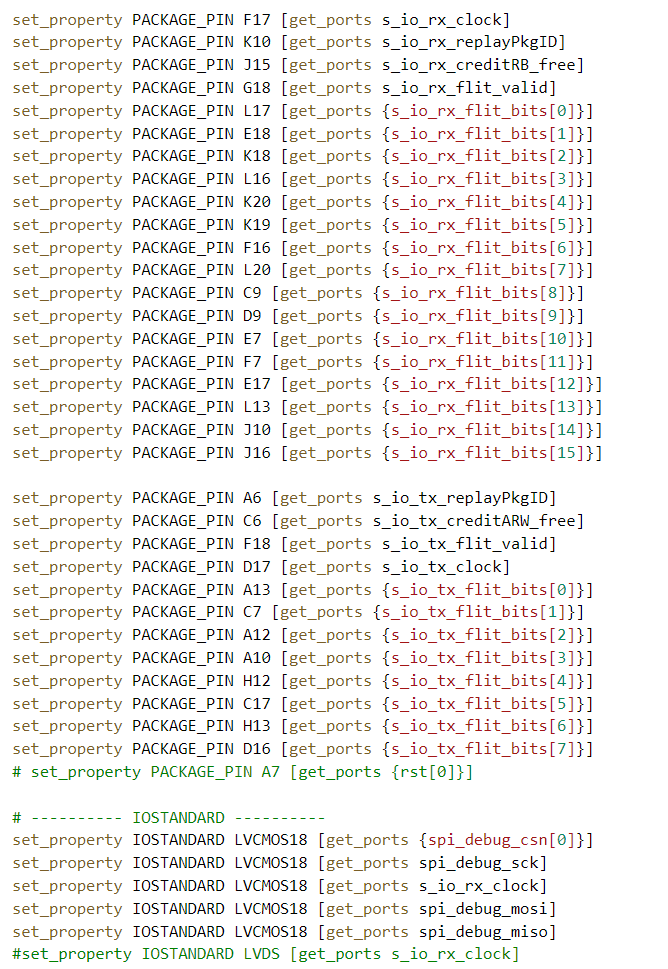 set_property PACKAGE_PIN F17 [get_ports s_io_rx_clock]
set_property PACKAGE_PIN K10 [get_ports s_io_rx_replayPkgID]
set_property PACKAGE_PIN J15 [get_ports s_io_rx_creditRB_free]
set_property PACKAGE_PIN G18 [get_ports s_io_rx_flit_valid]
set_property PACKAGE_PIN L17 [get_ports {s_io_rx_flit_bits[0]}]
set_property PACKAGE_PIN E18 [get_ports {s_io_rx_flit_bits[1]}]
set_property PACKAGE_PIN K18 [get_ports {s_io_rx_flit_bits[2]}]
set_property PACKAGE_PIN L16 [get_ports {s_io_rx_flit_bits[3]}]
set_property PACKAGE_PIN K20 [get_ports {s_io_rx_flit_bits[4]}]
set_property PACKAGE_PIN K19 [get_ports {s_io_rx_flit_bits[5]}]
set_property PACKAGE_PIN F16 [get_ports {s_io_rx_flit_bits[6]}]
set_property PACKAGE_PIN L20 [get_ports {s_io_rx_flit_bits[7]}]
set_property PACKAGE_PIN C9 [get_ports {s_io_rx_flit_bits[8]}]
set_property PACKAGE_PIN D9 [get_ports {s_io_rx_flit_bits[9]}]
set_property PACKAGE_PIN E7 [get_ports {s_io_rx_flit_bits[10]}]
set_property PACKAGE_PIN F7 [get_ports {s_io_rx_flit_bits[11]}]
set_property PACKAGE_PIN E17 [get_ports {s_io_rx_flit_bits[12]}]
set_property PACKAGE_PIN L13 [get_ports {s_io_rx_flit_bits[13]}]
set_property PACKAGE_PIN J10 [get_ports {s_io_rx_flit_bits[14]}]
set_property PACKAGE_PIN J16 [get_ports {s_io_rx_flit_bits[15]}]

set_property PACKAGE_PIN A6 [get_ports s_io_tx_replayPkgID]
set_property PACKAGE_PIN C6 [get_ports s_io_tx_creditARW_free]
set_property PACKAGE_PIN F18 [get_ports s_io_tx_flit_valid]
set_property PACKAGE_PIN D17 [get_ports s_io_tx_clock]
set_property PACKAGE_PIN A13 [get_ports {s_io_tx_flit_bits[0]}]
set_property PACKAGE_PIN C7 [get_ports {s_io_tx_flit_bits[1]}]
set_property PACKAGE_PIN A12 [get_ports {s_io_tx_flit_bits[2]}]
set_property PACKAGE_PIN A10 [get_ports {s_io_tx_flit_bits[3]}]
set_property PACKAGE_PIN H12 [get_ports {s_io_tx_flit_bits[4]}]
set_property PACKAGE_PIN C17 [get_ports {s_io_tx_flit_bits[5]}]
set_property PACKAGE_PIN H13 [get_ports {s_io_tx_flit_bits[6]}]
set_property PACKAGE_PIN D16 [get_ports {s_io_tx_flit_bits[7]}]
# set_property PACKAGE_PIN A7 [get_ports {rst[0]}]

# ---------- IOSTANDARD ----------
set_property IOSTANDARD LVCMOS18 [get_ports {spi_debug_csn[0]}]
set_property IOSTANDARD LVCMOS18 [get_ports spi_debug_sck]
set_property IOSTANDARD LVCMOS18 [get_ports s_io_rx_clock]
set_property IOSTANDARD LVCMOS18 [get_ports spi_debug_mosi]
set_property IOSTANDARD LVCMOS18 [get_ports spi_debug_miso]
#set_property IOSTANDARD LVDS [get_ports s_io_rx_clock]